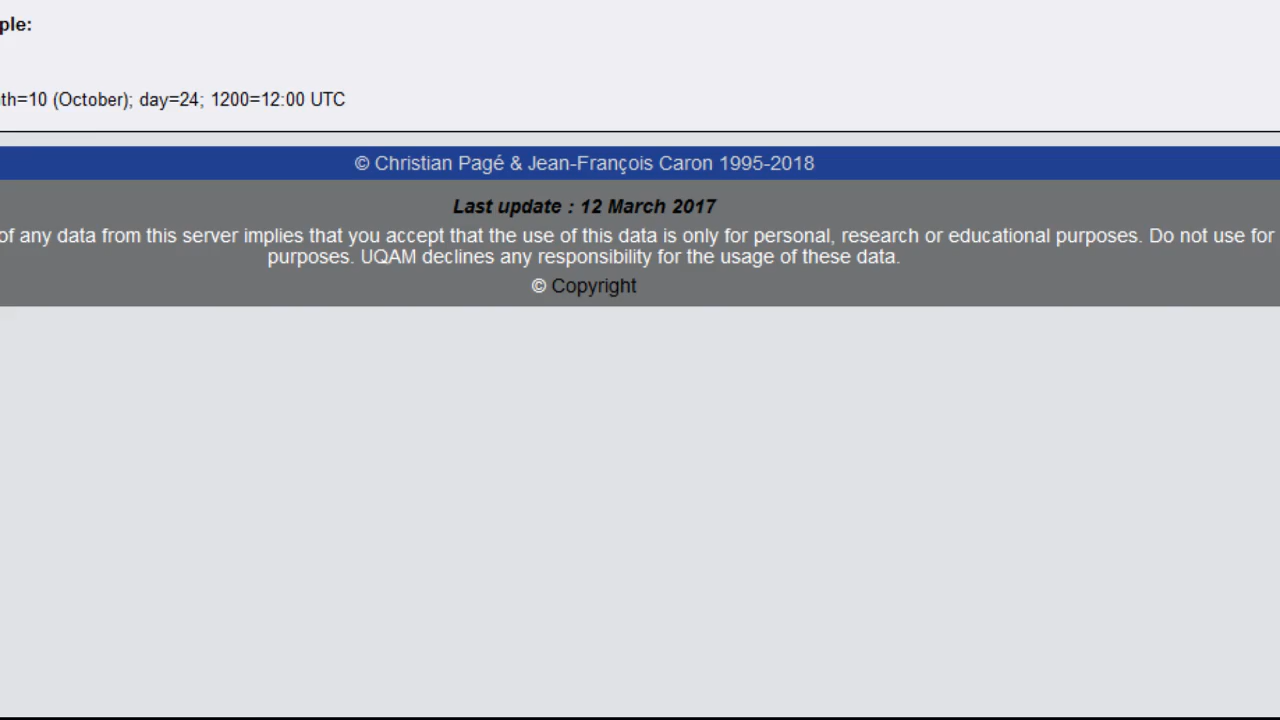 ple:
th=10 (October); day=24; 1200=12:00 UTC
© Christian Pagé & Jean-François Caron 1995-2018
Last update : 12 March 2017
of any data from this server implies that you accept that the use of this data is only for personal, research or educational purposes. Do not use for
purposes. UQAM declines any responsibility for the usage of these data.
© Copyright